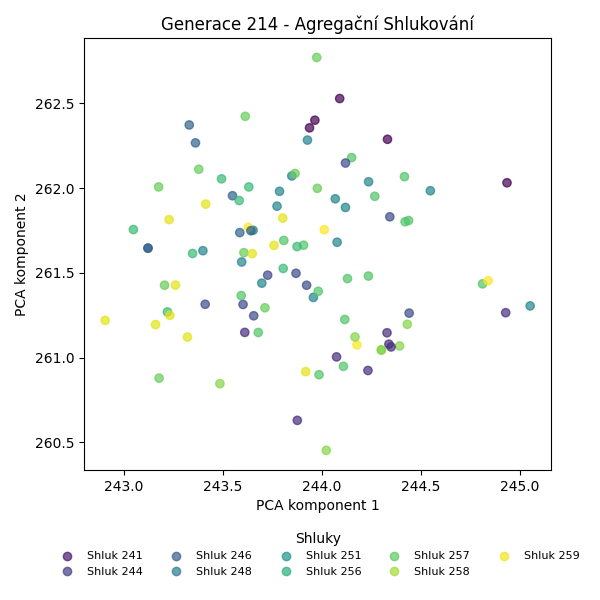 Generace 214 - Agregační Shlukování
262.5
262.0
261.5
261.0
260.5
PCA komponent 2
243.0 243.5 244.0 244.5 245.0
PCA komponent 1
Shluky
Shluk 241 Shluk 246 Shluk 251 Shluk 257 Shluk 259
Shluk 244 Shluk 248 Shluk 256 Shluk 258